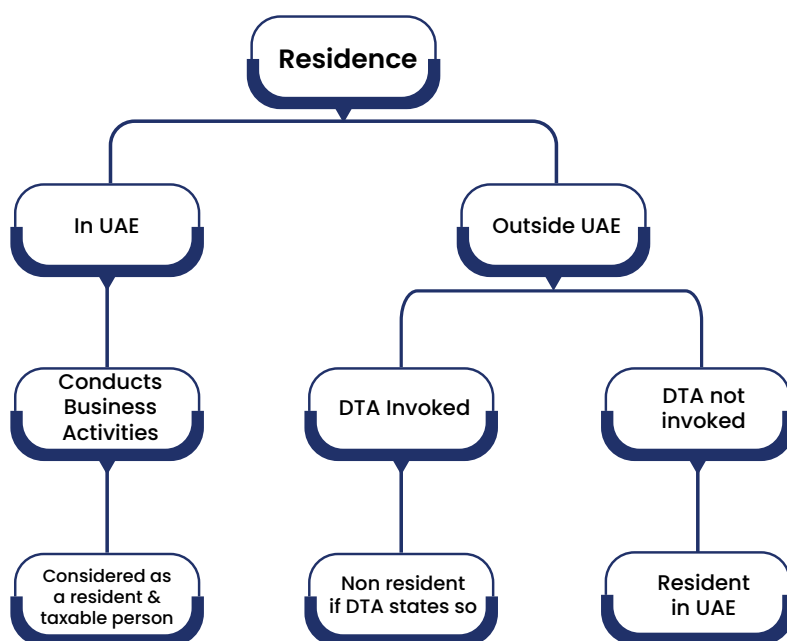 Residence
In UAE
Outside UAE
Conducts
Business
Activities
DTA Invoked
DTA not
invoked
Considered as
a resident &
taxable person
Non resident
if DTA states so
Resident
in UAE